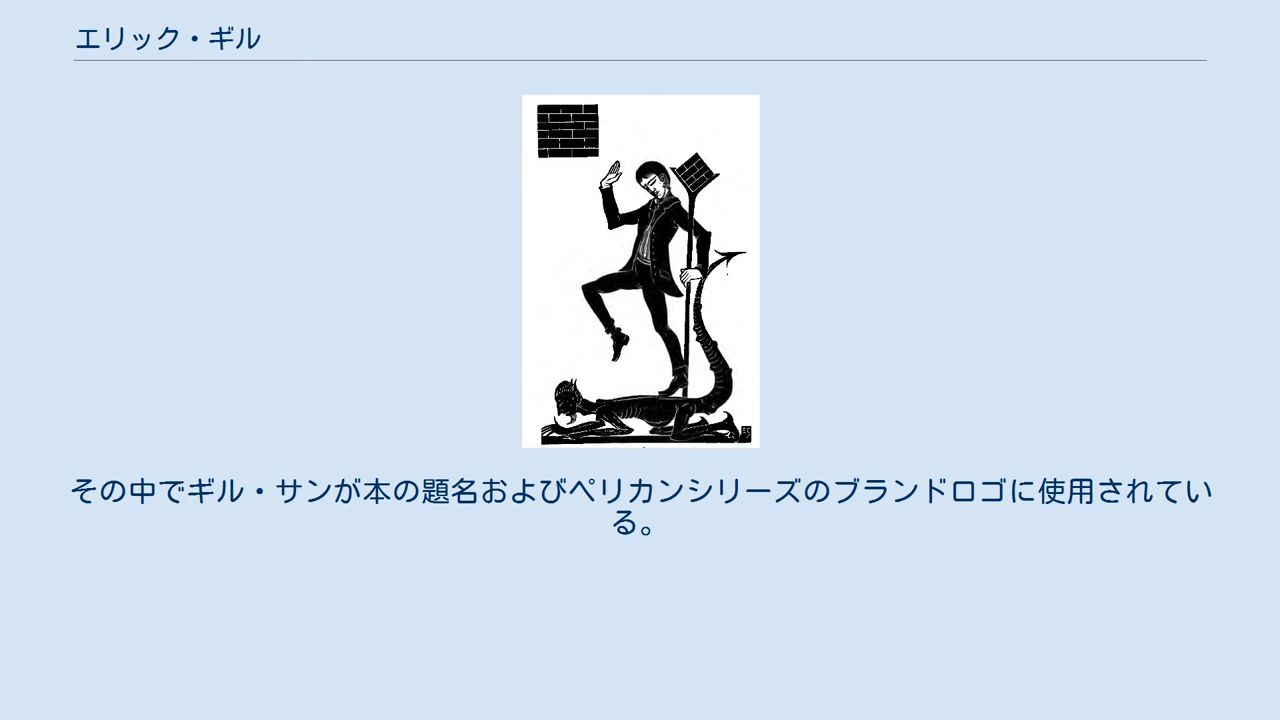 エリック・ギル
その中でギル・サンが本の題名およびペリカンシリーズのブランドロゴに使用されてい
る。